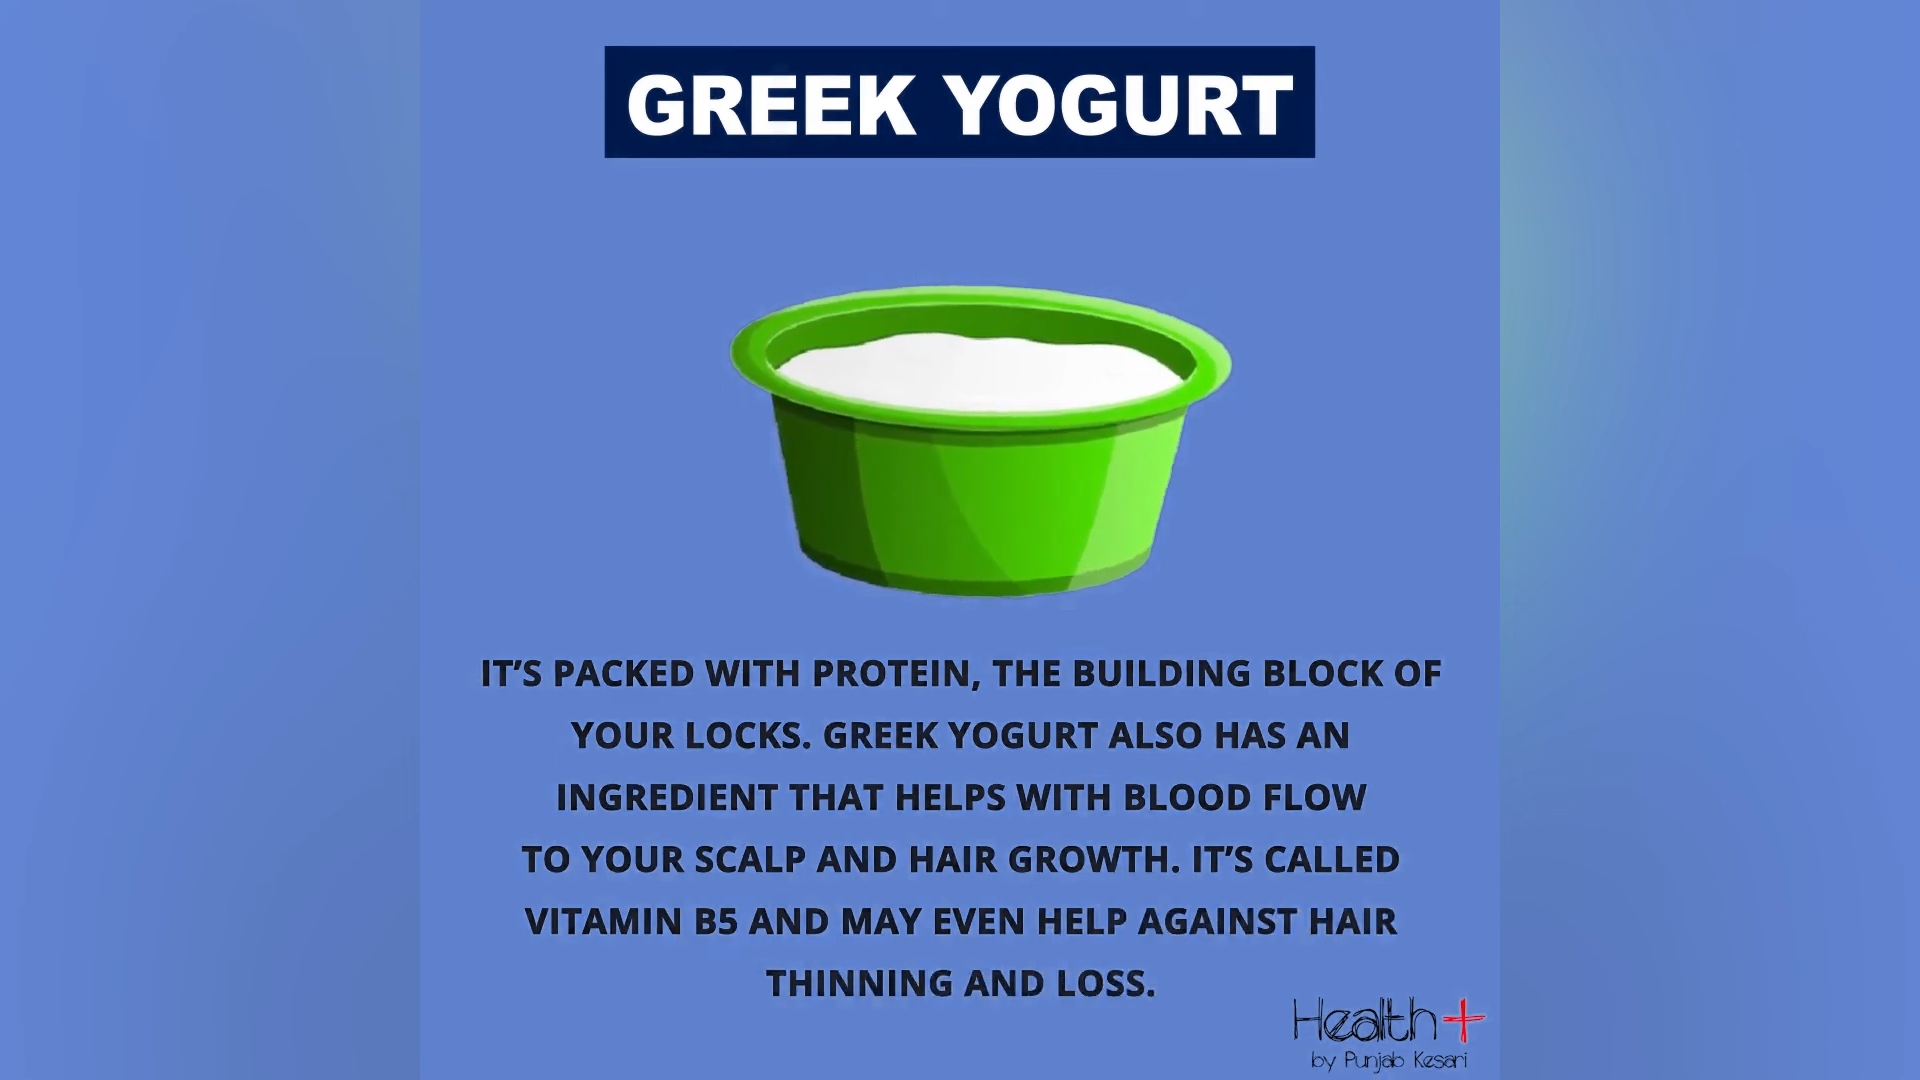 GREEK YOGURT
IT’S PACKED WITH PROTEIN, THE BUILDING BLOCK OF
YOUR LOCKS. GREEK YOGURT ALSO HAS AN
INGREDIENT THAT HELPS WITH BLOOD FLOW
TO YOUR SCALP AND HAIR GROWTH. IT’S CALLED
VITAMIN B5 AND MAY EVEN HELP AGAINST HAIR
THINNING AND LOSS.
Health+
by Punjab Kesari